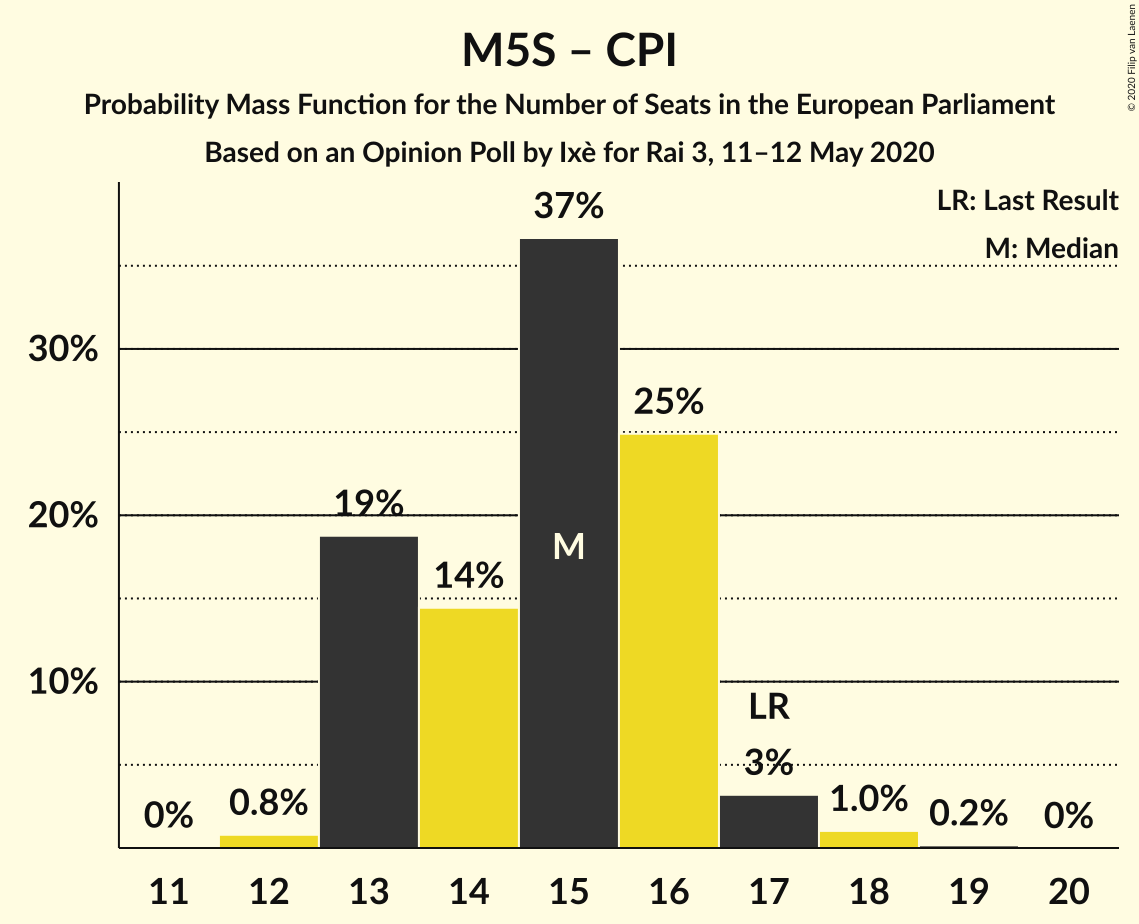 M5S – CPI
Probability Mass Function for the Number of Seats in the European Parliament
Based on an Opinion Poll by Ixè for Rai 3, 11–12 May 2020
© 2020 Filip van Laenen
LR: Last Result
M: Median
37%
30%
25%
20%
19%
14%
M
10%
LR
3%
0%
0.8%
1.0%
0.2%
0%
11 12 13 14 15 16 17 18 19 20